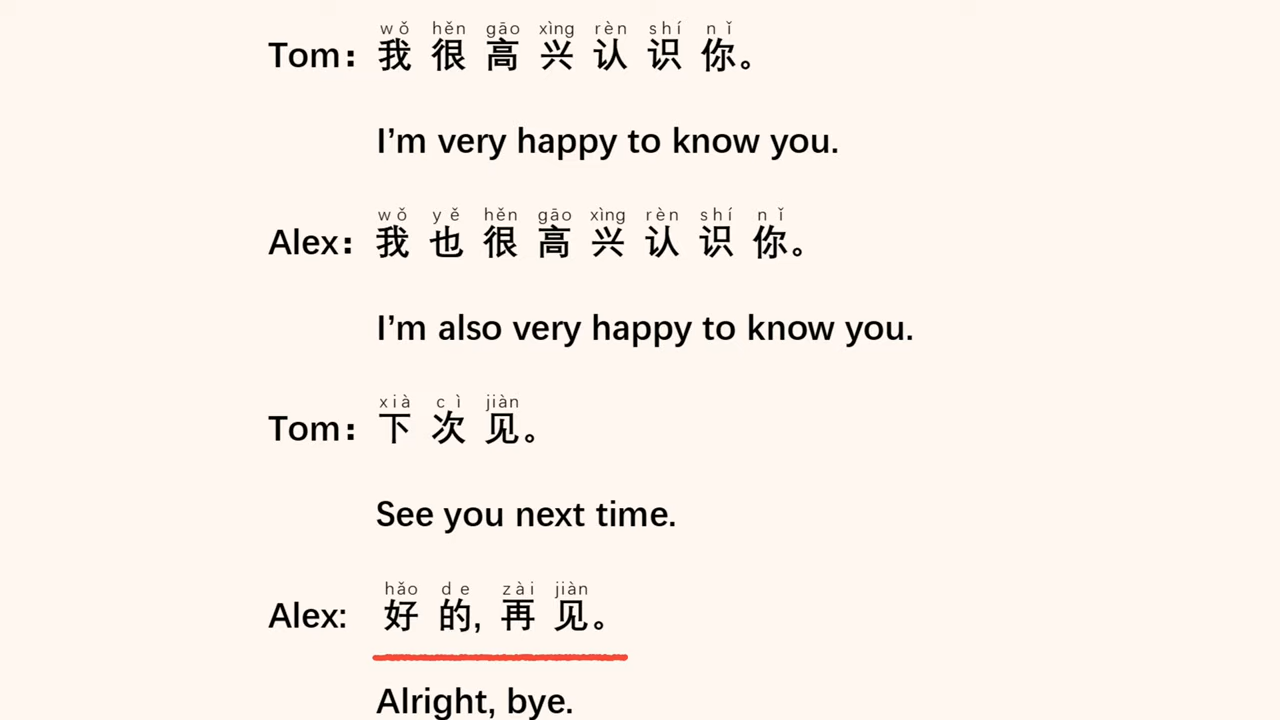 wǒ hěn gāo xìng rèn shí nǐ
Tom：我很高兴认识你。
I’m very happy to know you.
wǒ yě hěn gāo xìng rèn shí nǐ
Alex：我也很高兴认识你。
I’m also very happy to know you.
xià cì jiàn
Tom：下次见。
See you next time.
hǎo de zài jiàn
Alex: 好的, 再见。
Alright, bye.